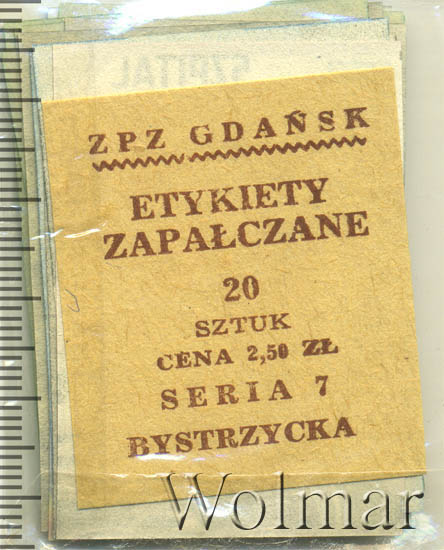 SZPITAL
ZPZ GDAŃSK
ETYKIETY
ZAPAŁCZANE
20
SZTUK
CENA 2,50 ZŁ
SERIA 7
BYSTRZYCKA
Wolmar